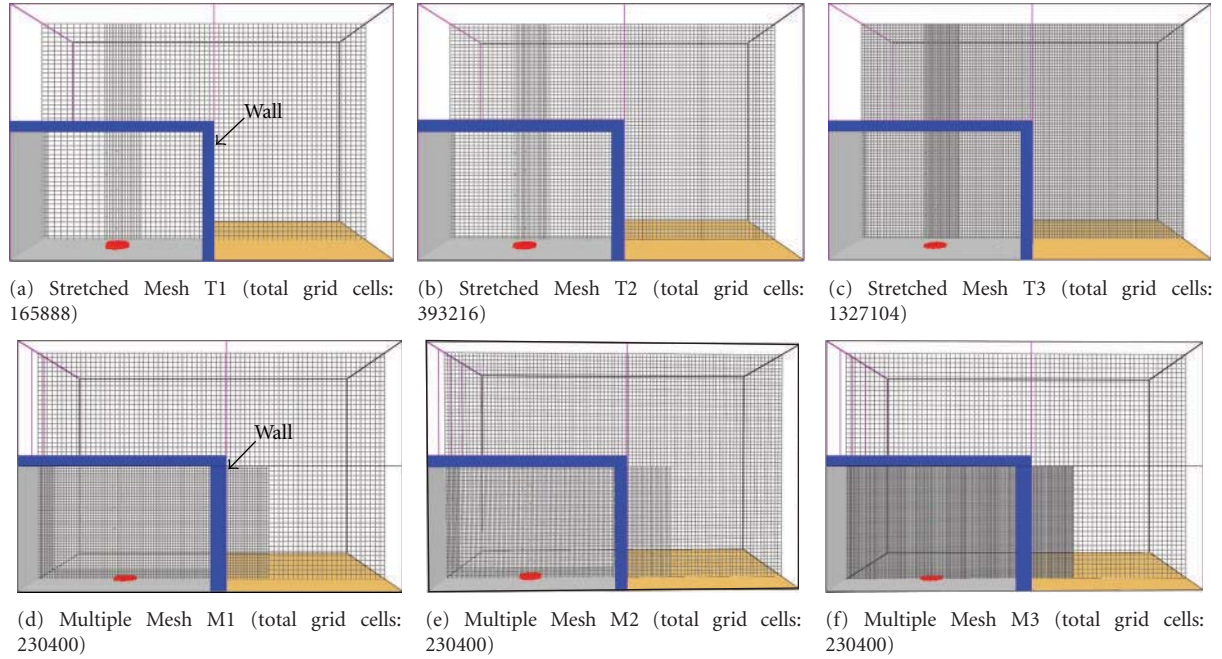 Wall
(a) Stretched Mesh T1 (total grid cells:
165888)
(b) Stretched Mesh T2 (total grid cells:
393216)
(c) Stretched Mesh T3 (total grid cells:
1327104)
Wall
(d) Multiple Mesh M1 (total grid cells:
230400)
(e) Multiple Mesh M2 (total grid cells:
230400)
(f) Multiple Mesh M3 (total grid cells:
230400)